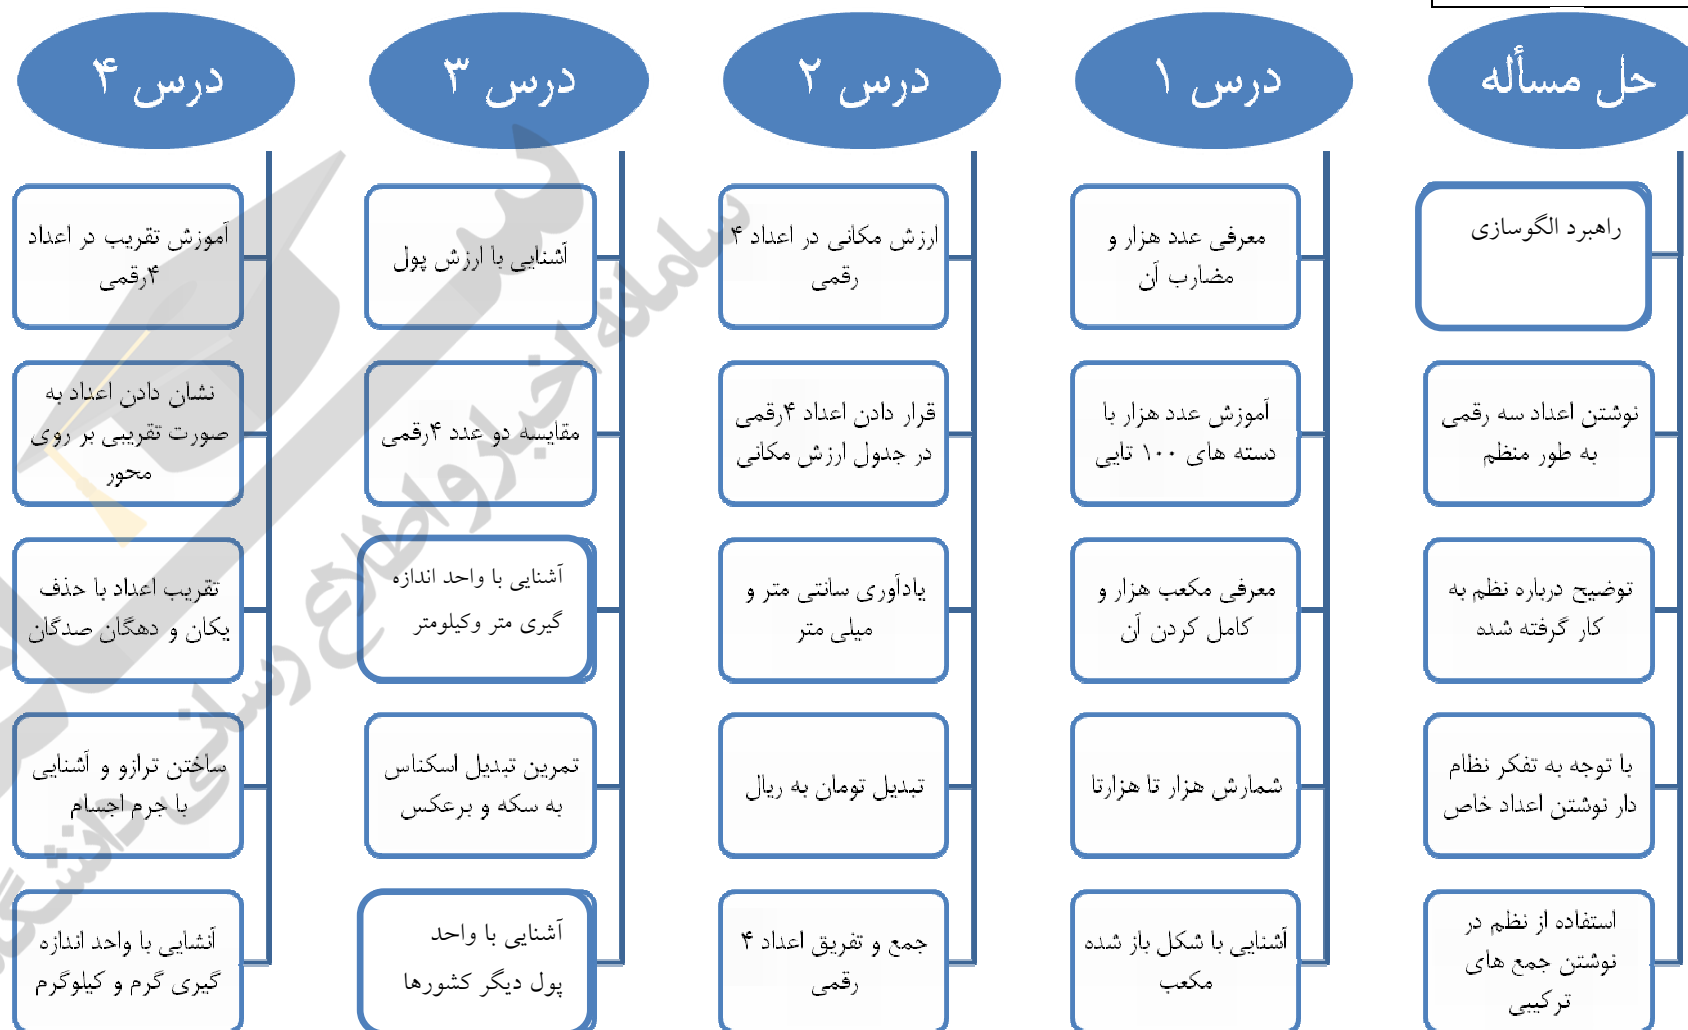 حل مسأله
راهبرد الگوسازی
نوشتن اعداد سه رقمی
به طور منظم
توضیح درباره نظم به
کار گرفته شده
با توجه به تفکر نظام
دار نوشتن اعداد خاص
استفاده از نظم در
نوشتن جمع های
ترکیبی
درس ۱
معرفی عدد هزار و
مضارب آن
آموزش عدد هزار با
دسته های ۱۰۰ تایی
معرفی مکعب هزار و
کامل کردن آن
شمارش هزار تا هزارتا
آشنایی با شکل باز شده
مکعب
درس ۲
ارزش مکانی در اعداد ۴
رقمی
قرار دادن اعداد ۴رقمی
در جدول ارزش مکانی
یادآوری سانتی متر و
میلی متر
تبدیل تومان به ریال
جمع و تفریق اعداد ۴
رقمی
درس ۳
آشنایی با ارزش پول
مقایسه دو عدد ۴رقمی
آشنایی با واحد اندازه
گیری متر وکیلومتر
تمرین تبدیل اسکناس
به سکه و برعکس
آشنایی با واحد
پول دیگر کشورها
درس ۴
آموزش تقریب در اعداد
۴رقمی
نشان دادن اعداد به
صورت تقریبی بر روی
محور
تقریب اعداد با حذف
یکان و دهگان صدگان
ساختن ترازو و آشنایی
با جرم اجسام
آنشایی با واحد اندازه
گیری گرم و کیلوگرم
سامانه اخبار و اطلاع رسانی